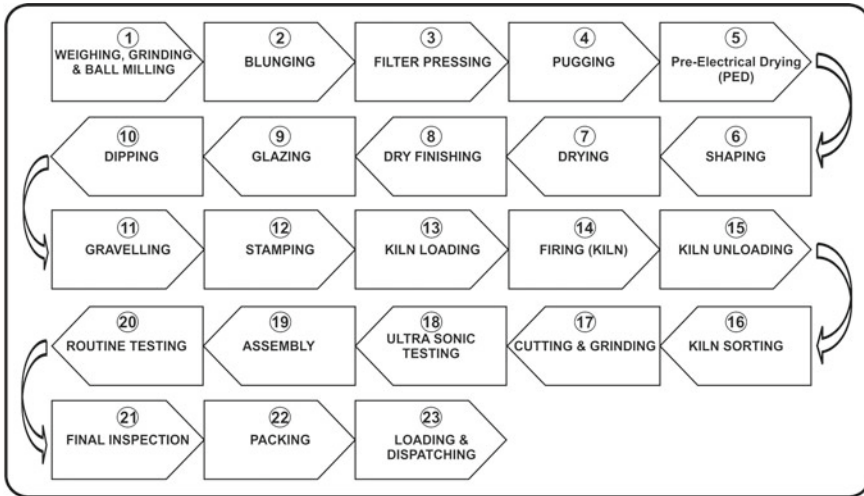 1
WEIGHING, GRINDING
& BALL MILLING
2
BLUNGING
3
FILTER PRESSING
4
PUGGING
5
Pre-Electrical Drying
(PED)
6
SHAPING
7
DRYING
8
DRY FINISHING
9
GLAZING
10
DIPPING
11
GRAVELLING
12
STAMPING
13
KILN LOADING
14
FIRING (KILN)
15
KILN UNLOADING
16
KILN SORTING
17
CUTTING & GRINDING
18
ULTRA SONIC
TESTING
19
ASSEMBLY
20
ROUTINE TESTING
21
FINAL INSPECTION
22
PACKING
23
LOADING &
DISPATCHING